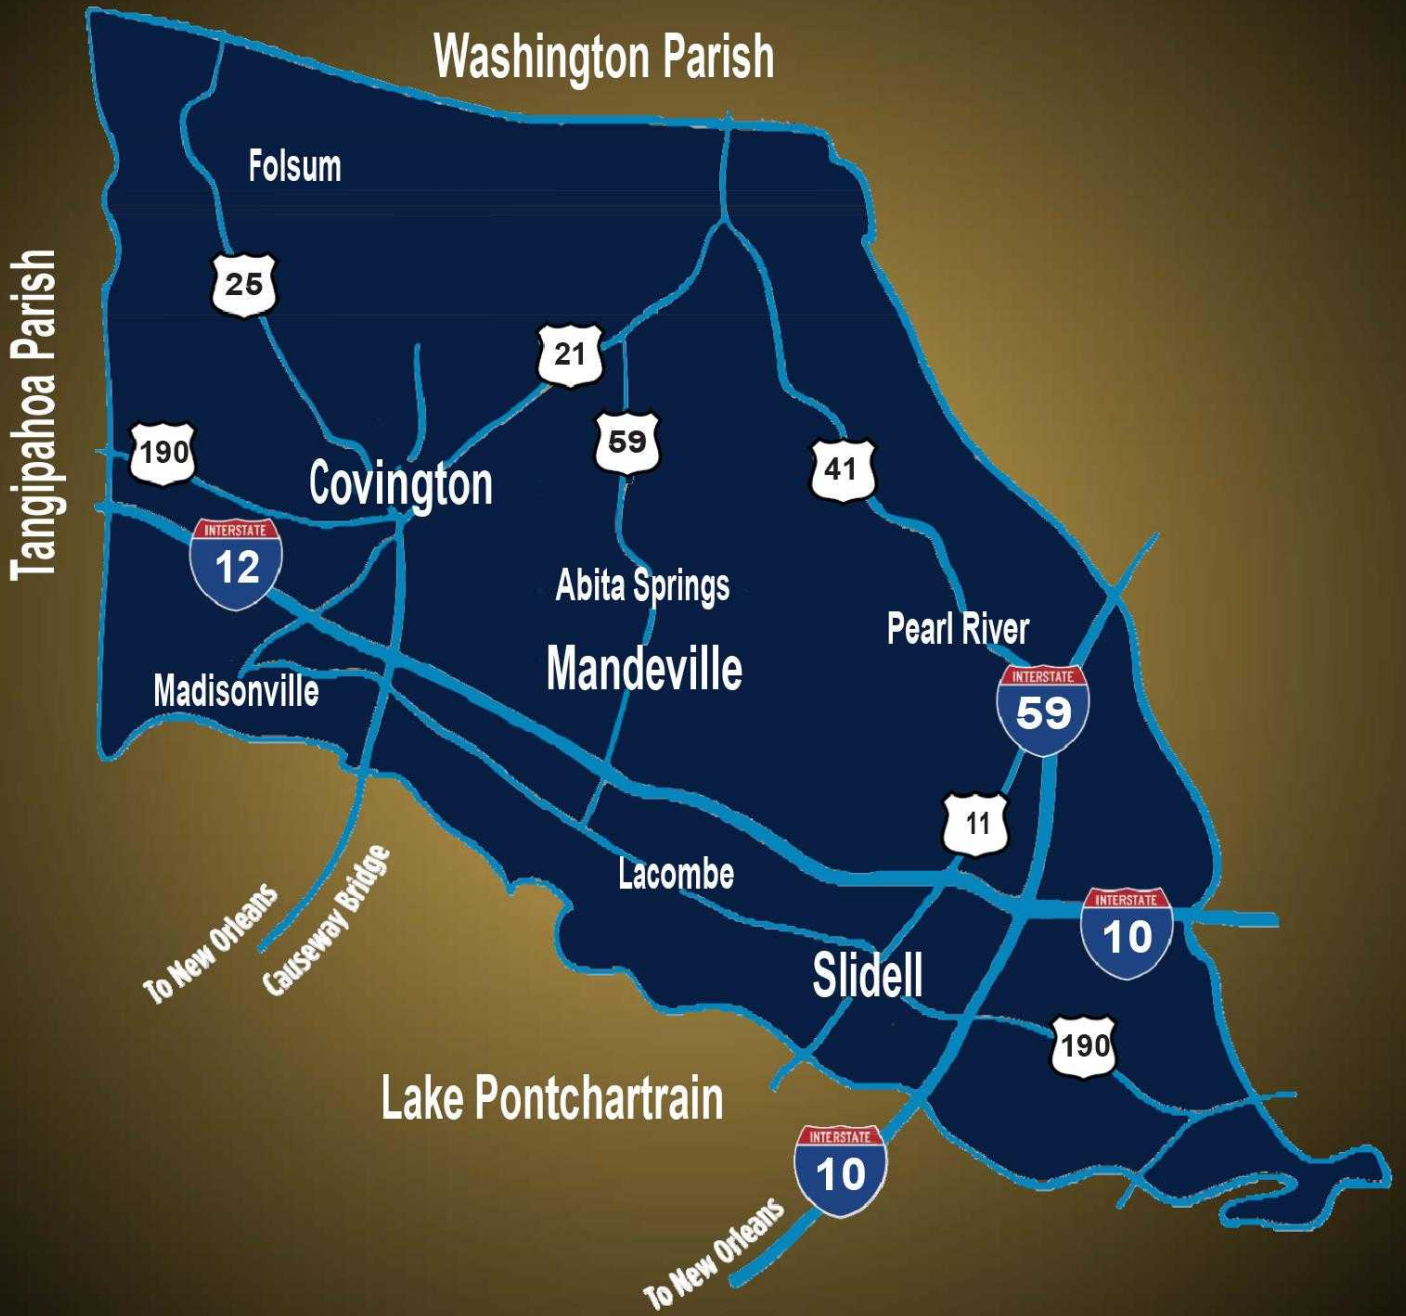 Washington Parish
Folsum
Tangipahoa Parish
25
21
59
190
41
Covington
INTERSTATE
12
Abita Springs
Pearl River
Mandeville
Madisonville
INTERSTATE
59
11
Lacombe
To New Orleans
Causeway Bridge
INTERSTATE
10
Slidell
190
Lake Pontchartrain
INTERSTATE
10
To New Orleans